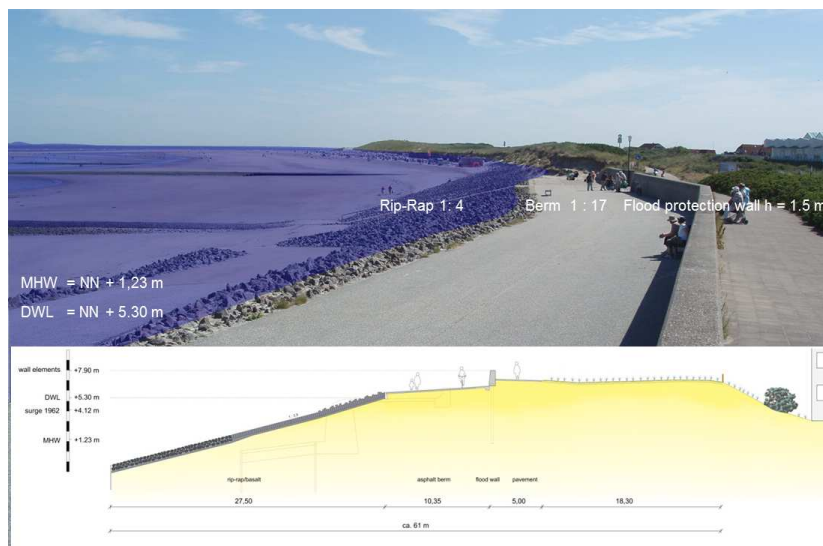 Rip-Rap 1: 4
Berm 1 : 17
Flood protection wall h = 1.5 m
MHW = NN + 1,23 m
DWL = NN + 5.30 m
wall elements +7.90 m
DWL +5.30 m
surge 1962 +4.12 m
MHW +1.23 m
rip-rap/basalt
asphalt berm
flood wall
pavement
27,50
10,35
5,00
18,30
ca. 61 m